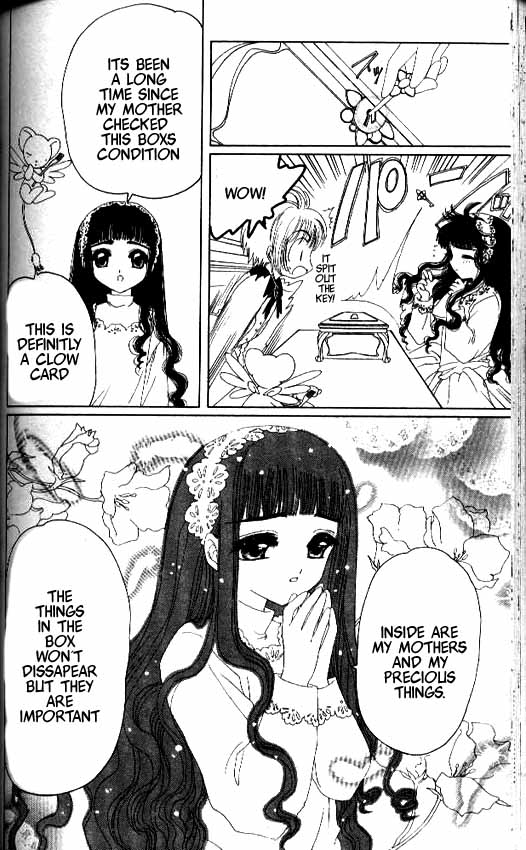 WOW!
IT
SPIT
OUT
THE
KEY!
ITS BEEN
A LONG
TIME SINCE
MY MOTHER
CHECKED
THIS BOXS
CONDITION
THIS IS
DEFINITLY
A CLOW
CARD
INSIDE ARE
MY MOTHERS
AND MY
PRECIOUS
THINGS.
THE
THINGS
IN THE
BOX
WON'T
DISSAPEAR
BUT THEY
ARE
IMPORTANT